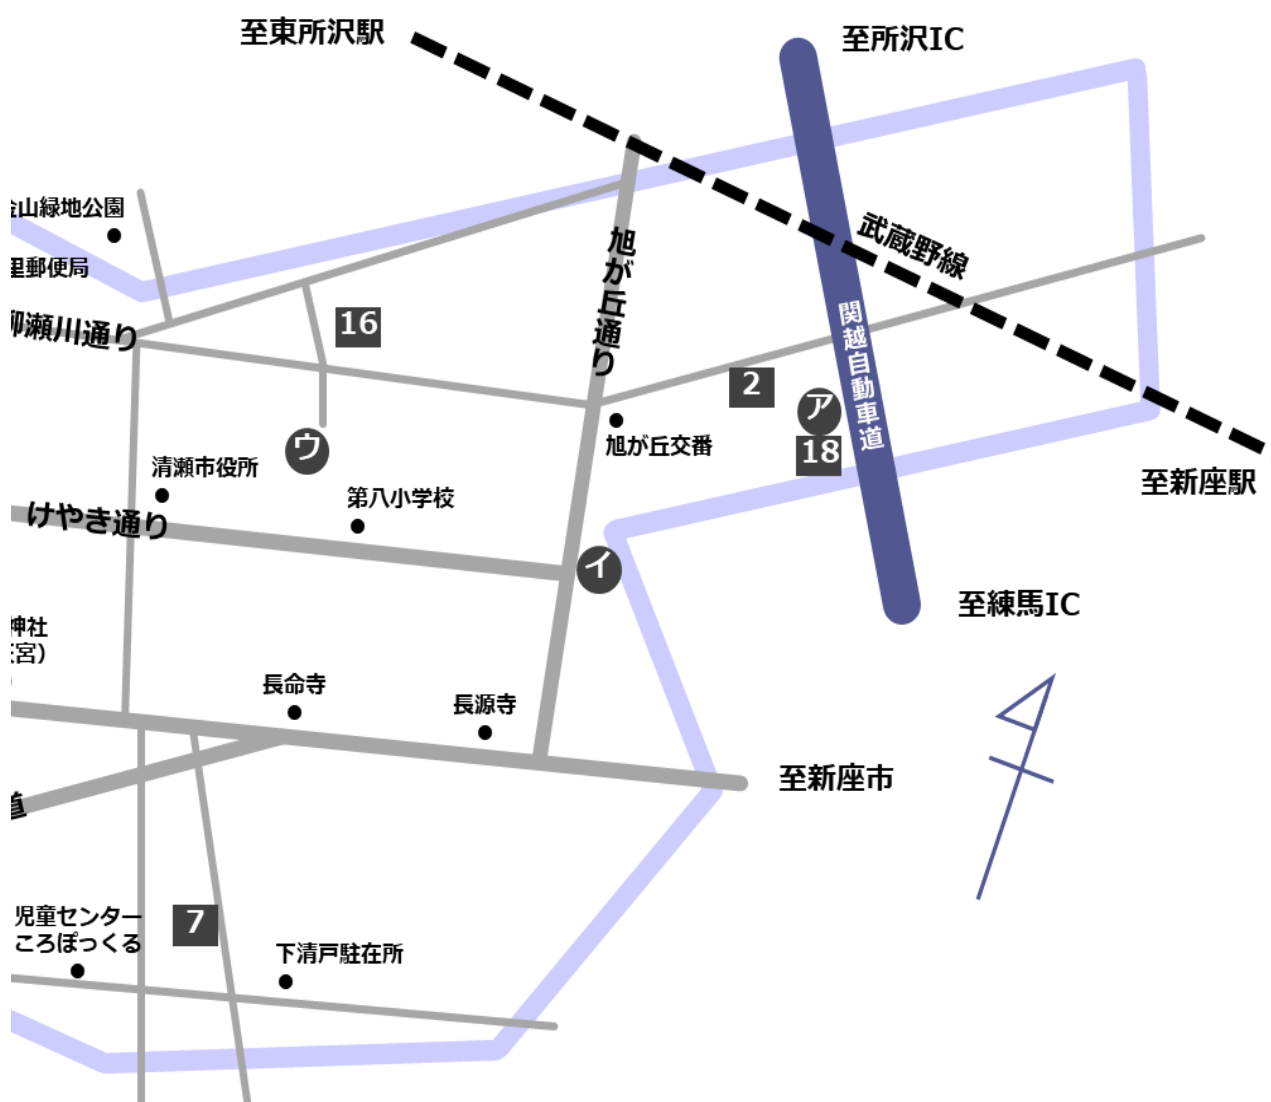 至東所沢駅
至所沢IC
金山緑地公園
里郵便局
旭が丘通り
武蔵野線
関越自動車道
柳瀬川通り
16
2
ア
18
旭が丘交番
ウ
清瀬市役所
第八小学校
至新座駅
けやき通り
イ
至練馬IC
神社
宮）
長命寺
長源寺
至新座市
道
児童センター
ころぽっくる
7
下清戸駐在所